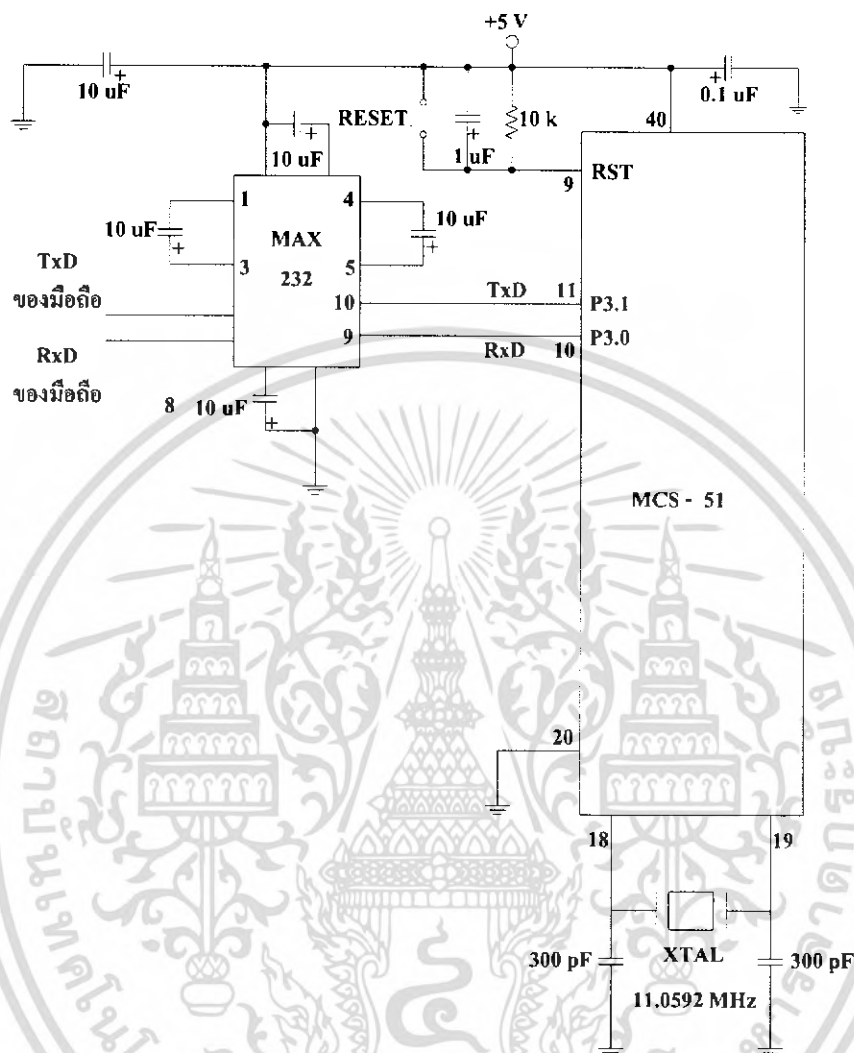 +5 V
10 uF
+
+
0.1 uF
RESET
+
1 uF
10 k
40
+
10 uF
9
RST
1
4
10 uF
+
MAX
232
10 uF
+
3
5
TxD
ของมือถือ
10
TxD
11
P3.1
9
RxD
10
P3.0
RxD
ของมือถือ
8
10 uF
+
MCS - 51
20
18
19
300 pF
XTAL
300 pF
11.0592 MHz